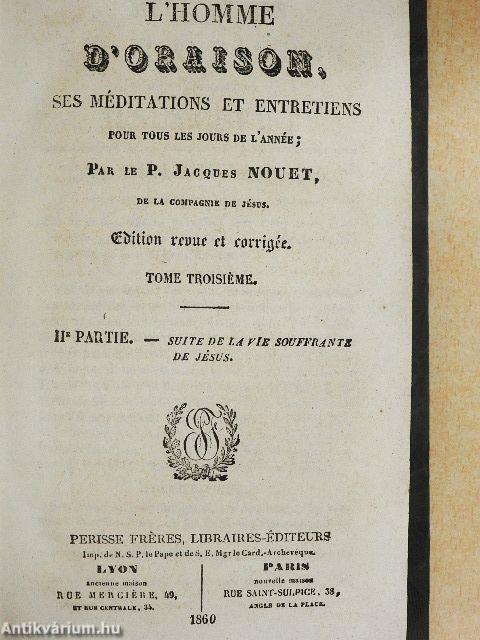 L'HOMME
D'ORAISON,
SES MÉDITATIONS ET ENTRETIENS
POUR TOUS LES JOURS DE L'ANNÉE;
PAR LE P. JACQUES NOUET,
DE LA COMPAGNIE DE JÉSUS.
Edition revue et corrigée.
TOME TROISIÈME.
IIE PARTIE. — SUITE DE LA VIE SOUFFRANTE
DE JÉSUS.
PERISSE FRÈRES, LIBRAIRES-ÉDITEURS
Imp. de N. S. P. le Pape et de S. E. Mgr le Card.-Archevêque.
LYON
ancienne maison
RUE MERCIÈRE, 49,
ET RUE CENTRALE, 34.
PARIS
nouvelle maison
RUE SAINT-SULPICE, 38,
ANGLE DE LA PLACE.
1860
Antikvárium.hu